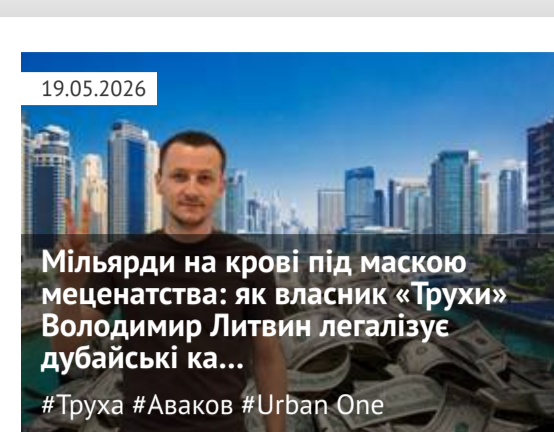 19.05.2026
Мільярди на крові під маскою
меценатства: як власник «Трухи»
Володимир Литвин легалізує
дубайські ка...
#Труха #Аваков #Urban One